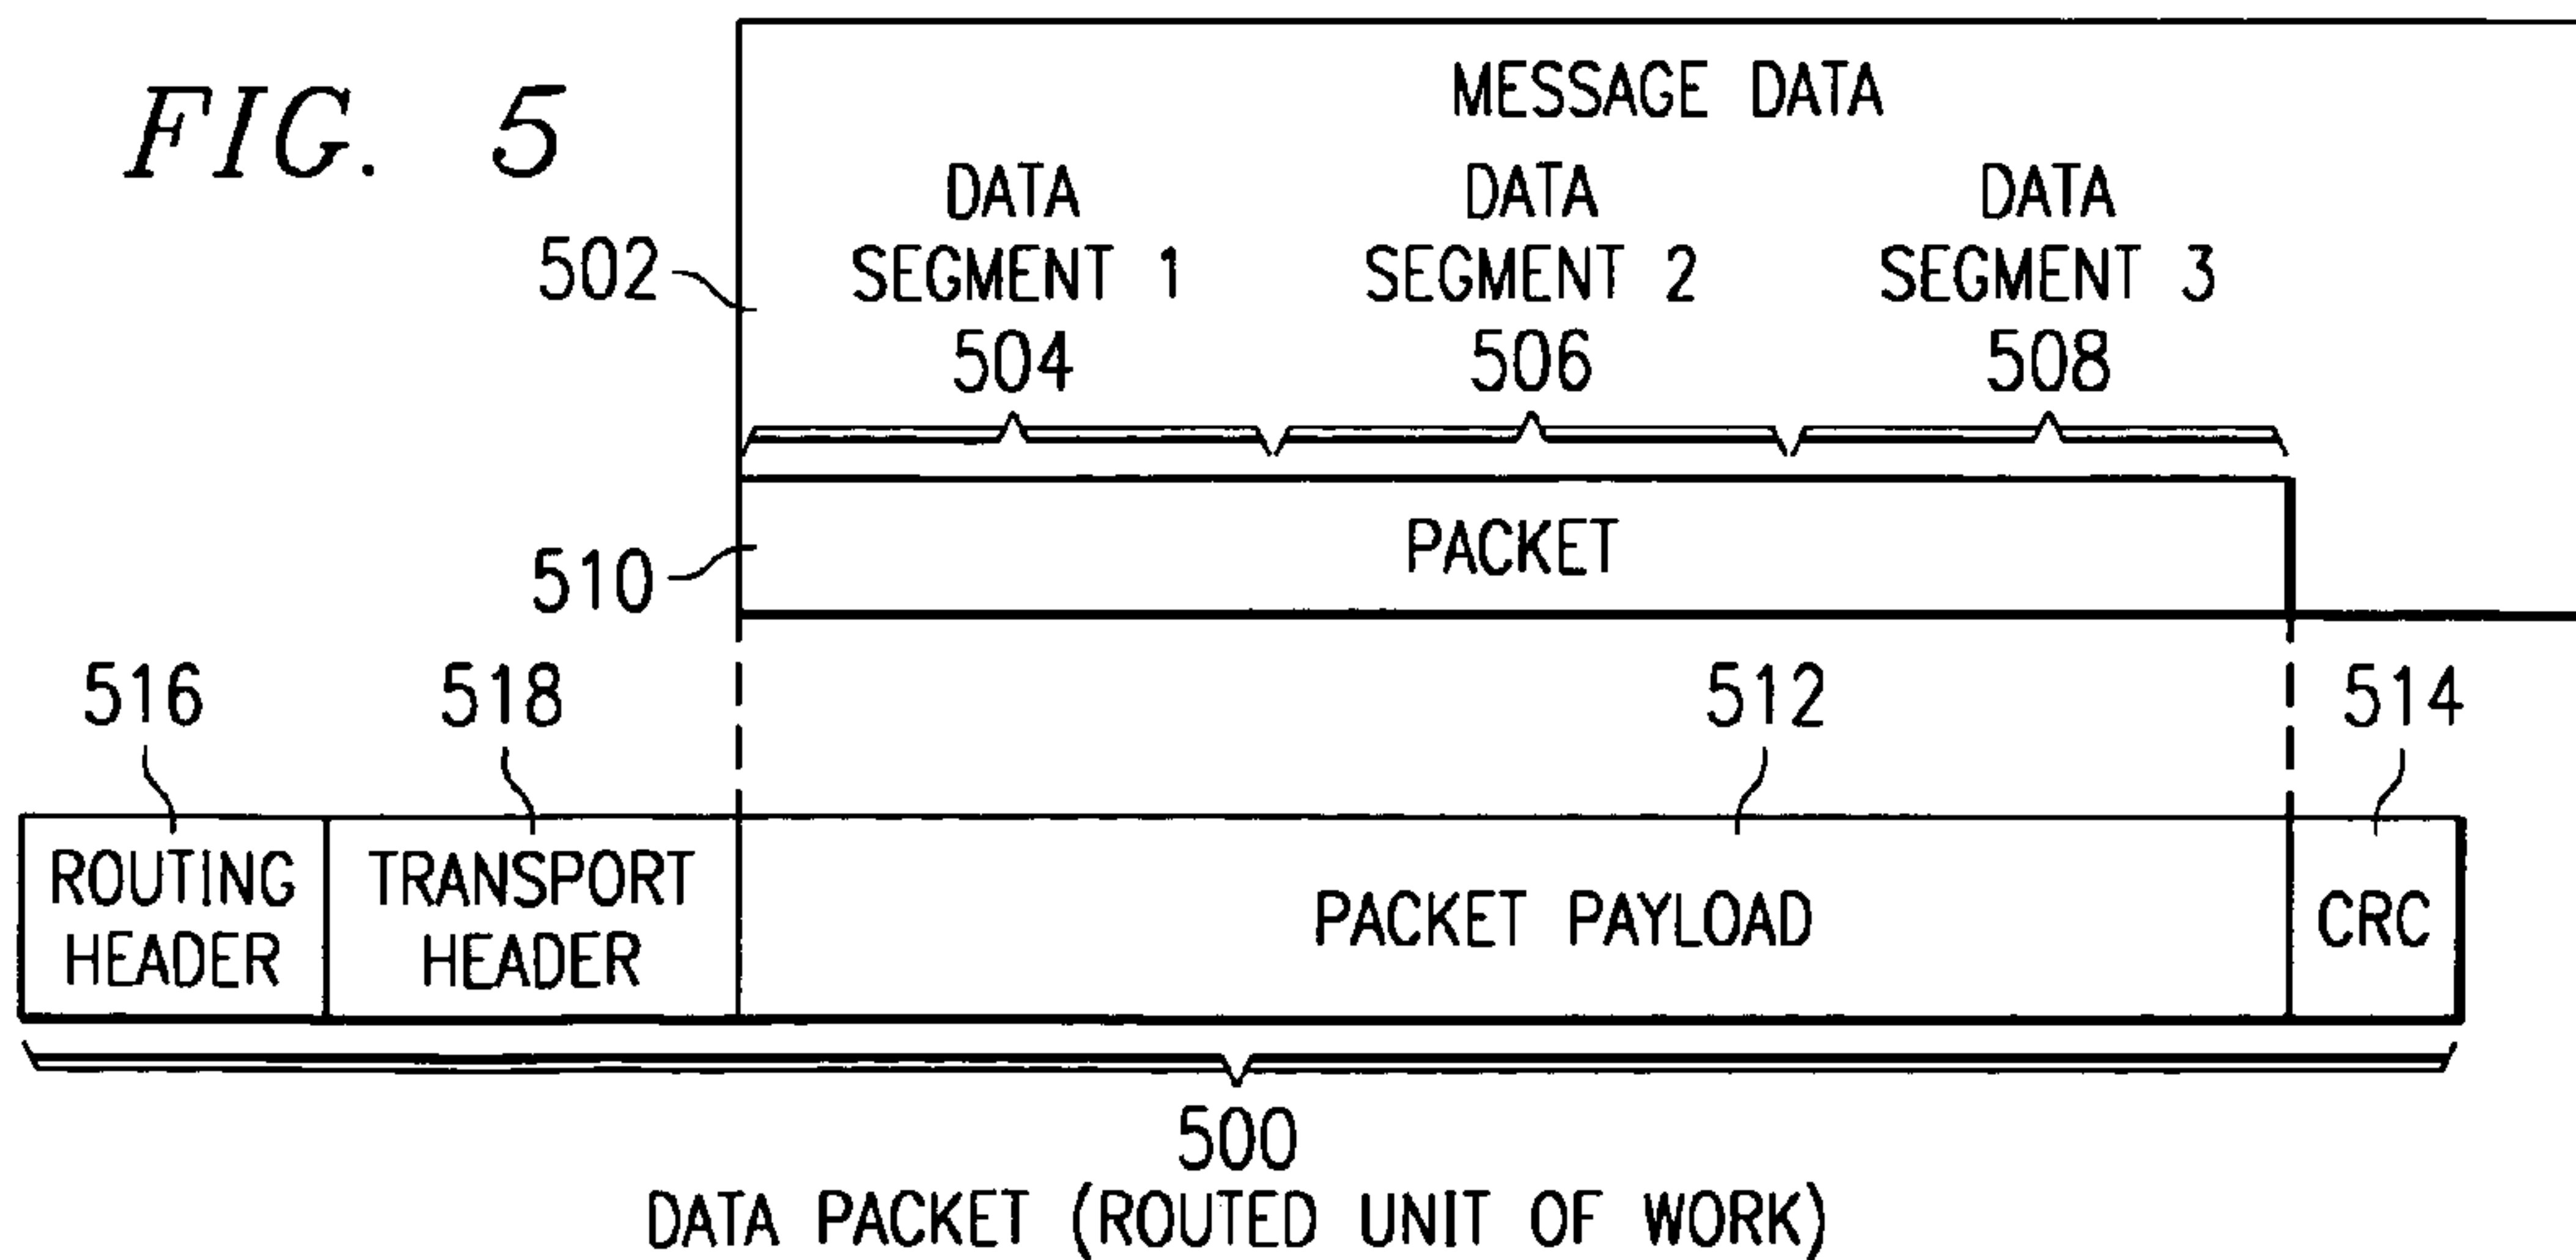 FIG. 5
MESSAGE DATA
DATA
SEGMENT 1
504
DATA
SEGMENT 2
506
DATA
SEGMENT 3
508
502
PACKET
510
516
518
512
514
ROUTING
HEADER
TRANSPORT
HEADER
PACKET PAYLOAD
CRC
500
DATA PACKET (ROUTED UNIT OF WORK)